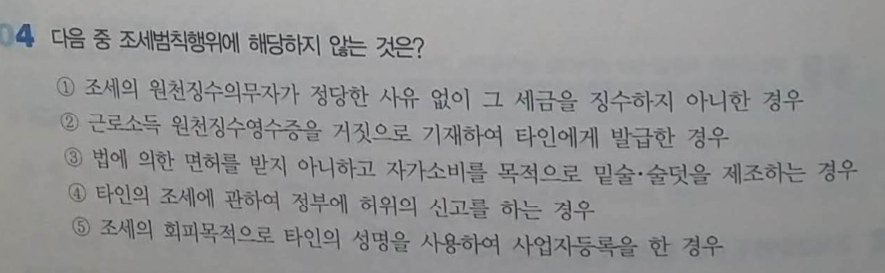 04 다음 중 조세범칙행위에 해당하지 않는 것은?
① 조세의 원천징수의무자가 정당한 사유 없이 그 세금을 징수하지 아니한 경우
② 근로소득 원천징수영수증을 거짓으로 기재하여 타인에게 발급한 경우
③ 법에 의한 면허를 받지 아니하고 자가소비를 목적으로 밑술·술덧을 제조하는 경우
④ 타인의 조세에 관하여 정부에 허위의 신고를 하는 경우
⑤ 조세의 회피목적으로 타인의 성명을 사용하여 사업자등록을 한 경우